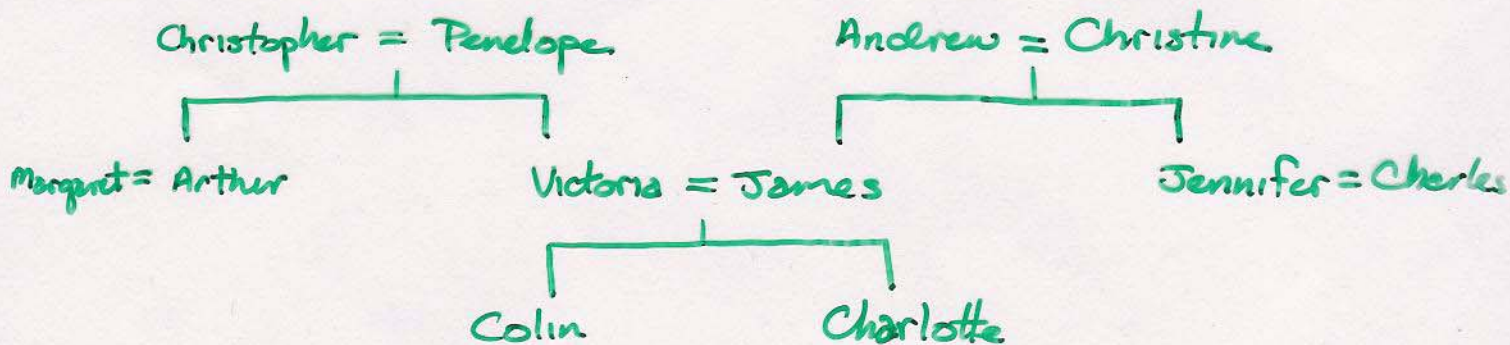 Christopher = Penelope Andrew = Christine
Margaret = Arthur Victoria = James Jennifer = Charles
Colin Charlotte